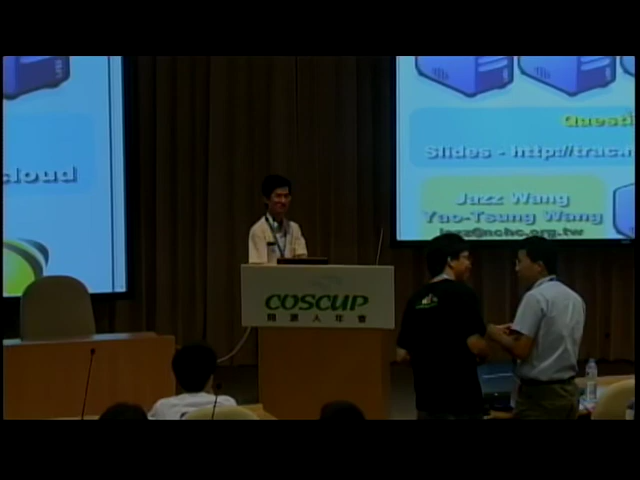 cloud
Questi
Slides - http://trac.n
Jazz Wang
Yao-Tsung Wang
jazz@nchc.org.tw
COSCUP
開源人年會